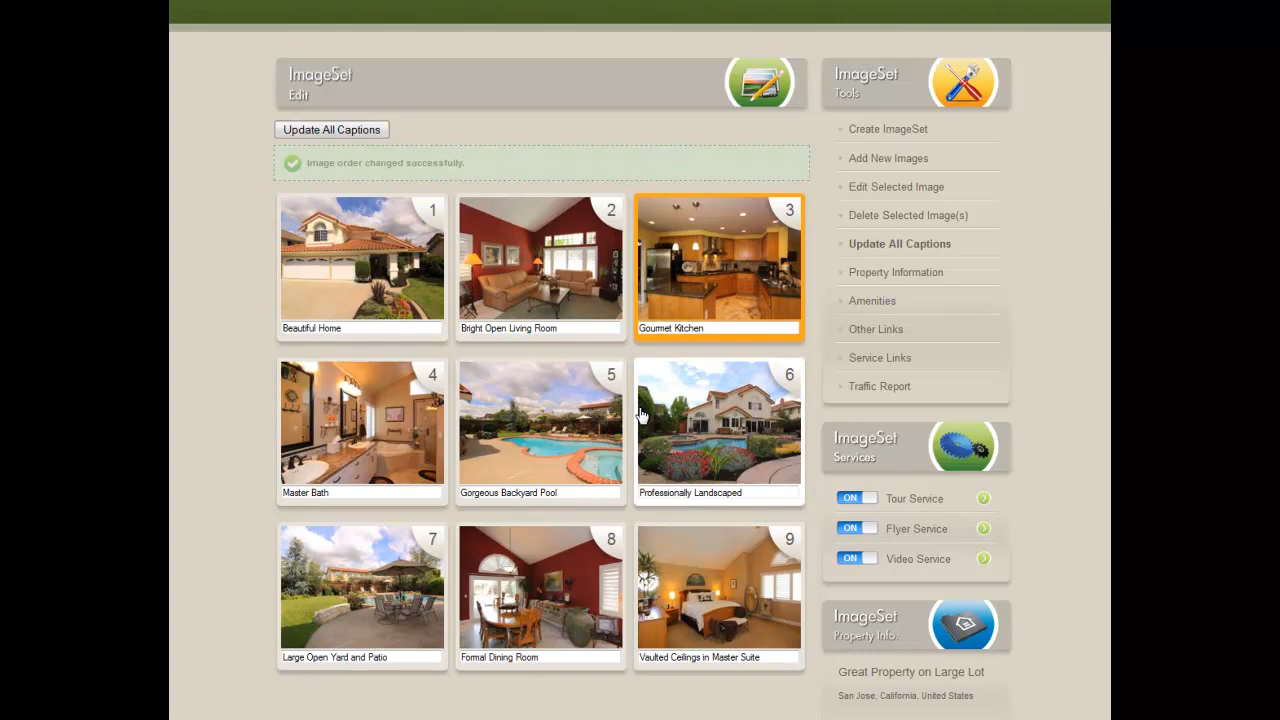 ImageSet
Edit
Update All Captions
Image order changed successfully.
1
2
3
Beautiful Home
Bright Open Living Room
Gourmet Kitchen
4
5
6
Master Bath
Gorgeous Backyard Pool
Professionally Landscaped
7
8
9
Large Open Yard and Patio
Formal Dining Room
Vaulted Ceilings in Master Suite
ImageSet
Tools
Create ImageSet
Add New Images
Edit Selected Image
Delete Selected Image(s)
Update All Captions
Property Information
Amenities
Other Links
Service Links
Traffic Report
ImageSet
Services
ON Tour Service
ON Flyer Service
ON Video Service
ImageSet
Property Info.
Great Property on Large Lot
San Jose, California, United States